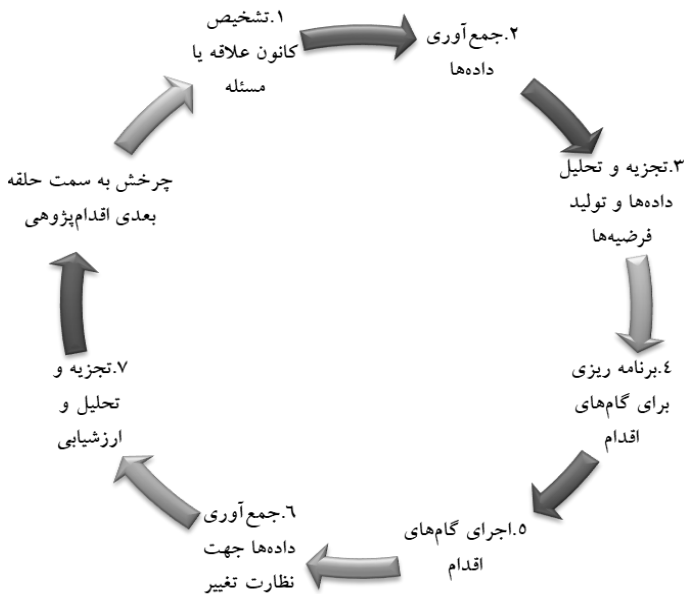 ۱.تشخیص
کانون علاقه یا
مسئله
۲.جمع‌آوری
داده‌ها
۳.تجزیه و تحلیل
داده‌ها و تولید
فرضیه‌ها
٤.برنامه ریزی
برای گام‌های
اقدام
٥.اجرای گام‌های
اقدام
٦.جمع‌آوری
داده‌ها جهت
نظارت تغییر
۷.تجزیه و
تحلیل و
ارزشیابی
چرخش به سمت حلقه
بعدی اقدام‌پژوهی